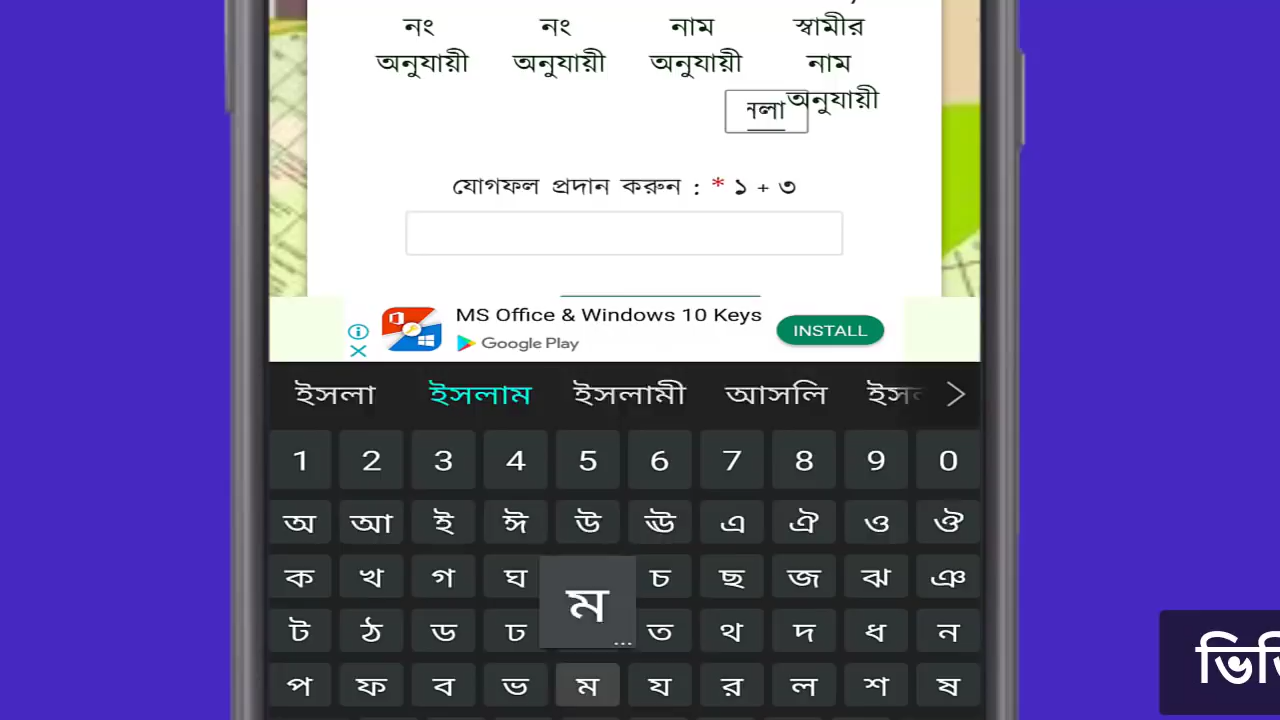 নং নং নাম স্বামীর
অনুযায়ী অনুযায়ী অনুযায়ী নাম
অনুযায়ী
সলা
যোগফল প্রদান করুন : * ১ + ৩
MS Office & Windows 10 Keys
Google Play
INSTALL
ইসলা ইসলাম ইসলামী আসলি
1 2 3 4 5 6 7 8 9 0
অ আ ই ঈ উ ঊ এ ঐ ও ঔ
ক খ গ ঘ চ ছ জ ঝ ঞ
ম
ট ঠ ড ঢ ত থ দ ধ ন
প ফ ব ভ ম য র ল শ ষ